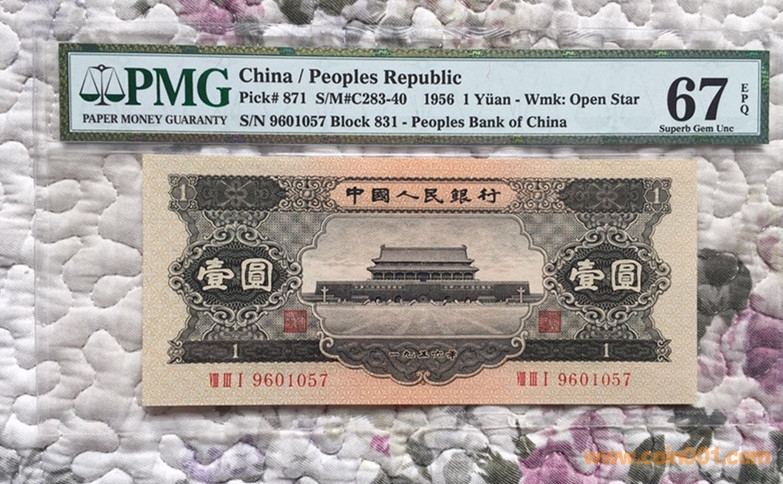 PMG
PAPER MONEY GUARANTY
China / Peoples Republic
Pick# 871 S/M#C283-40 1956 1 Yüan - Wmk: Open Star
S/N 9601057 Block 831 - Peoples Bank of China
67
EPQ
Superb Gem Unc
1
中國人民銀行
1
壹圓
壹圓
1
一九五六年
1
VIII III I 9601057
VIII III I 9601057
www.coin001.com